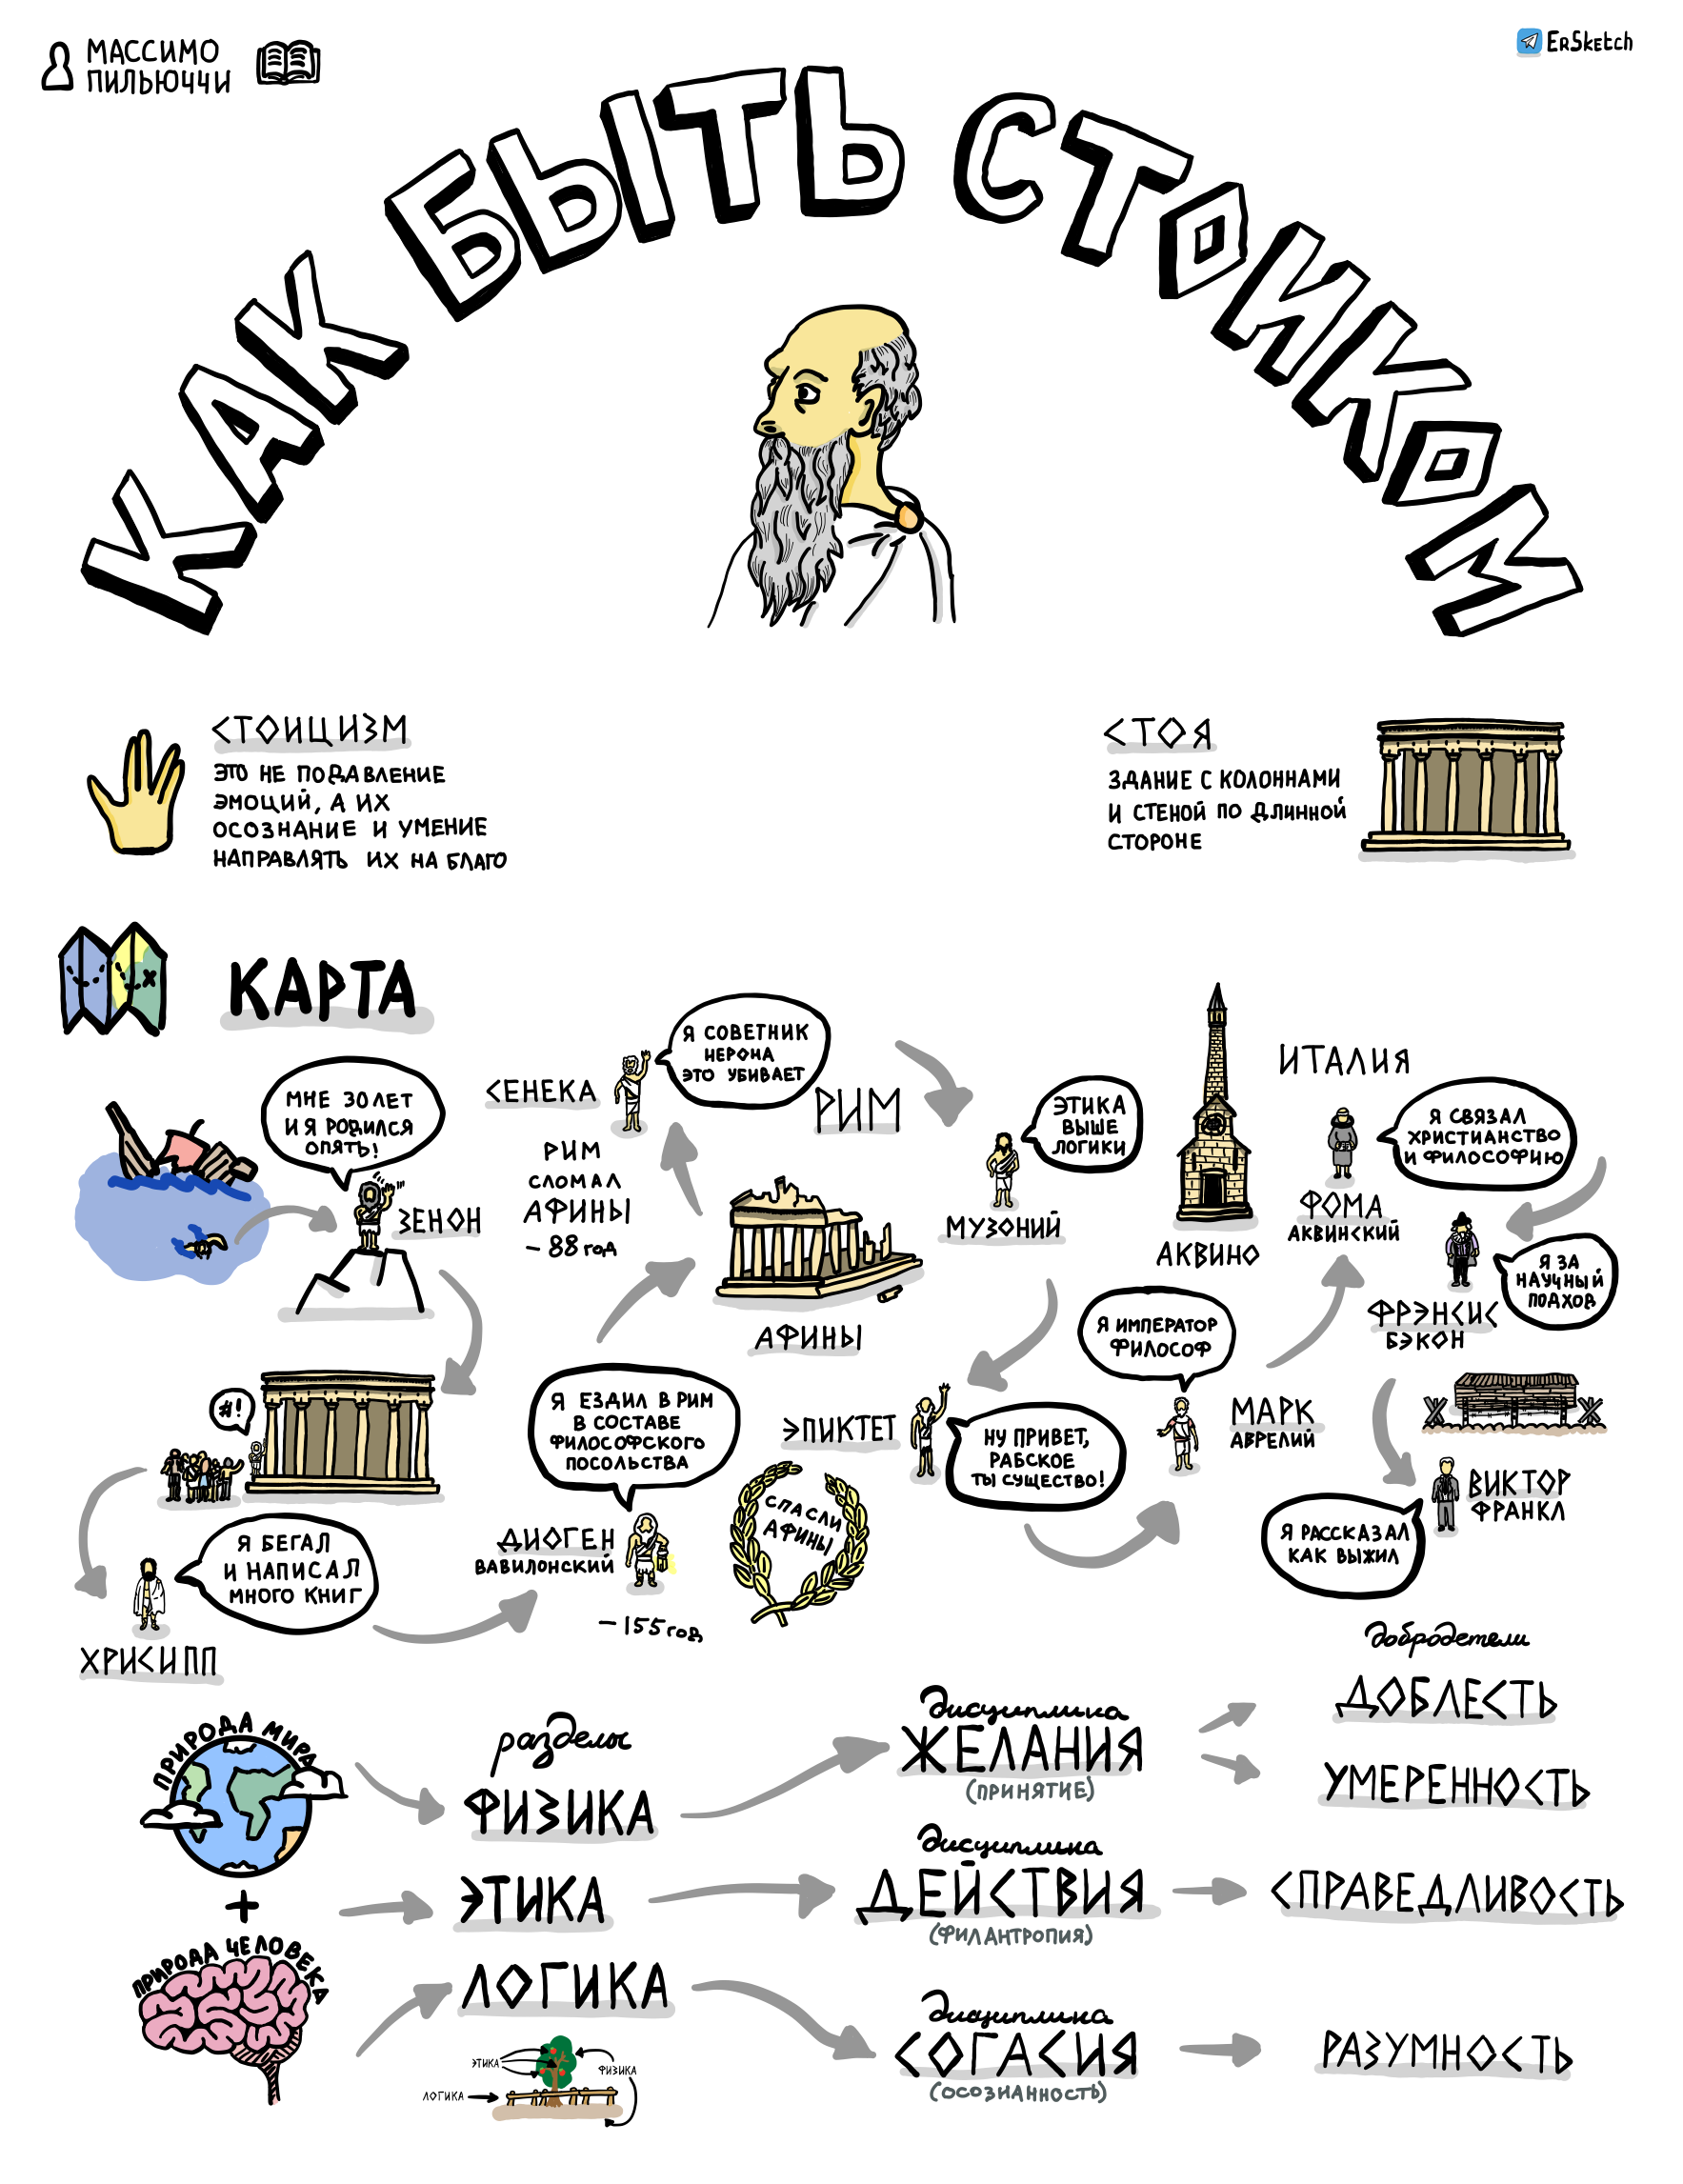 МАССИМО
ПИЛЬЮЧЧИ
ErSketch
КАК БЫТЬ СТОИКОМ
СТОИЦИЗМ
ЭТО НЕ ПОДАВЛЕНИЕ
ЭМОЦИЙ, А ИХ
ОСОЗНАНИЕ И УМЕНИЕ
НАПРАВЛЯТЬ ИХ НА БЛАГО
СТОЯ
ЗДАНИЕ С КОЛОННАМИ
И СТЕНОЙ ПО ДЛИННОЙ
СТОРОНЕ
КАРТА
МНЕ 30 ЛЕТ
И Я РОДИЛСЯ
ОПЯТЬ!
ЗЕНОН
#!
Я БЕГАЛ
И НАПИСАЛ
МНОГО КНИГ
ХРИСИПП
Я ЕЗДИЛ В РИМ
В СОСТАВЕ
ФИЛОСОФСКОГО
ПОСОЛЬСТВА
ДИОГЕН
ВАВИЛОНСКИЙ
– 155 год
СПАСЛИ
АФИНЫ
АФИНЫ
РИМ
СЛОМАЛ
АФИНЫ
– 88 год
СЕНЕКА
Я СОВЕТНИК
НЕРОНА
ЭТО УБИВАЕТ
РИМ
ЭТИКА
ВЫШЕ
ЛОГИКИ
МУЗОНИЙ
ЭПИКТЕТ
НУ ПРИВЕТ,
РАБСКОЕ
ТЫ СУЩЕСТВО!
Я ИМПЕРАТОР
ФИЛОСОФ
МАРК
АВРЕЛИЙ
АКВИНО
ИТАЛИЯ
Я СВЯЗАЛ
ХРИСТИАНСТВО
И ФИЛОСОФИЮ
ФОМА
АКВИНСКИЙ
Я ЗА
НАУЧНЫЙ
ПОДХОД
ФРЭНСИС
БЭКОН
ВИКТОР
ФРАНКЛ
Я РАССКАЗАЛ
КАК ВЫЖИЛ
ПРИРОДА МИРА
+
ПРИРОДА ЧЕЛОВЕКА
разделы
ФИЗИКА
ЭТИКА
ЛОГИКА
ЭТИКА
ФИЗИКА
ЛОГИКА
дисциплина
ЖЕЛАНИЯ
(ПРИНЯТИЕ)
дисциплина
ДЕЙСТВИЯ
(ФИЛАНТРОПИЯ)
дисциплина
СОГАСИЯ
(ОСОЗНАННОСТЬ)
добродетели
ДОБЛЕСТЬ
УМЕРЕННОСТЬ
СПРАВЕДЛИВОСТЬ
РАЗУМНОСТЬ